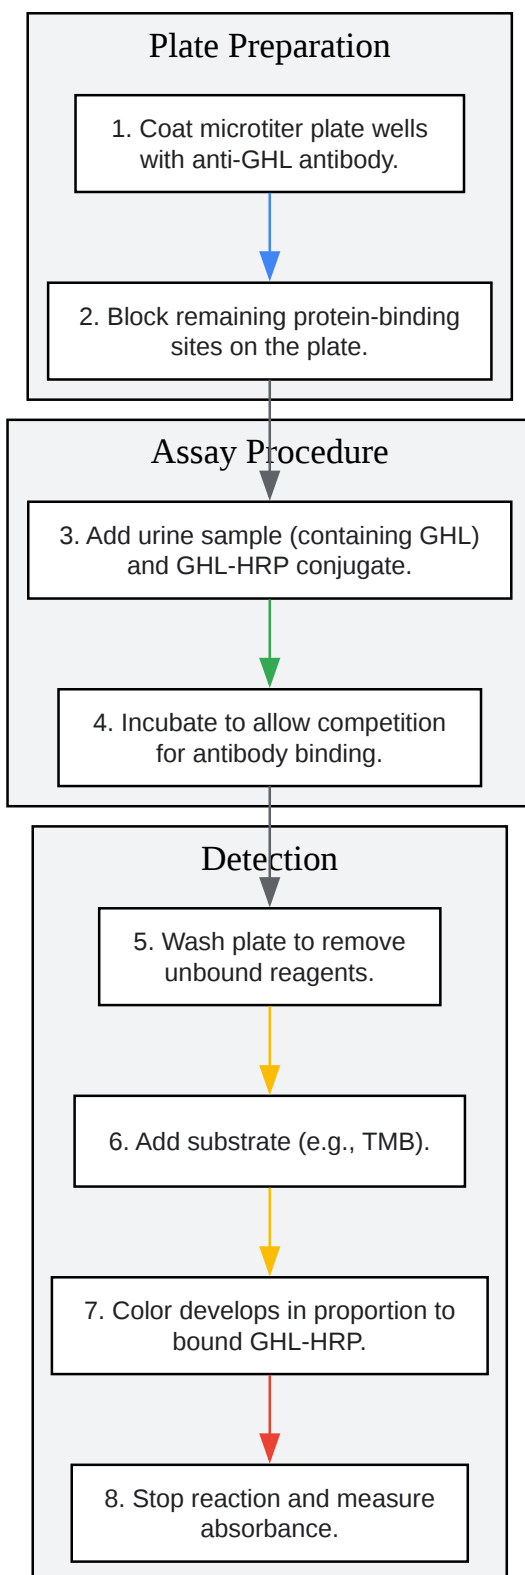 Plate Preparation
1. Coat microtiter plate wells
with anti-GHL antibody.
2. Block remaining protein-binding
sites on the plate.
Assay Procedure
3. Add urine sample (containing GHL)
and GHL-HRP conjugate.
4. Incubate to allow competition
for antibody binding.
Detection
5. Wash plate to remove
unbound reagents.
6. Add substrate (e.g., TMB).
7. Color develops in proportion to
bound GHL-HRP.
8. Stop reaction and measure
absorbance.